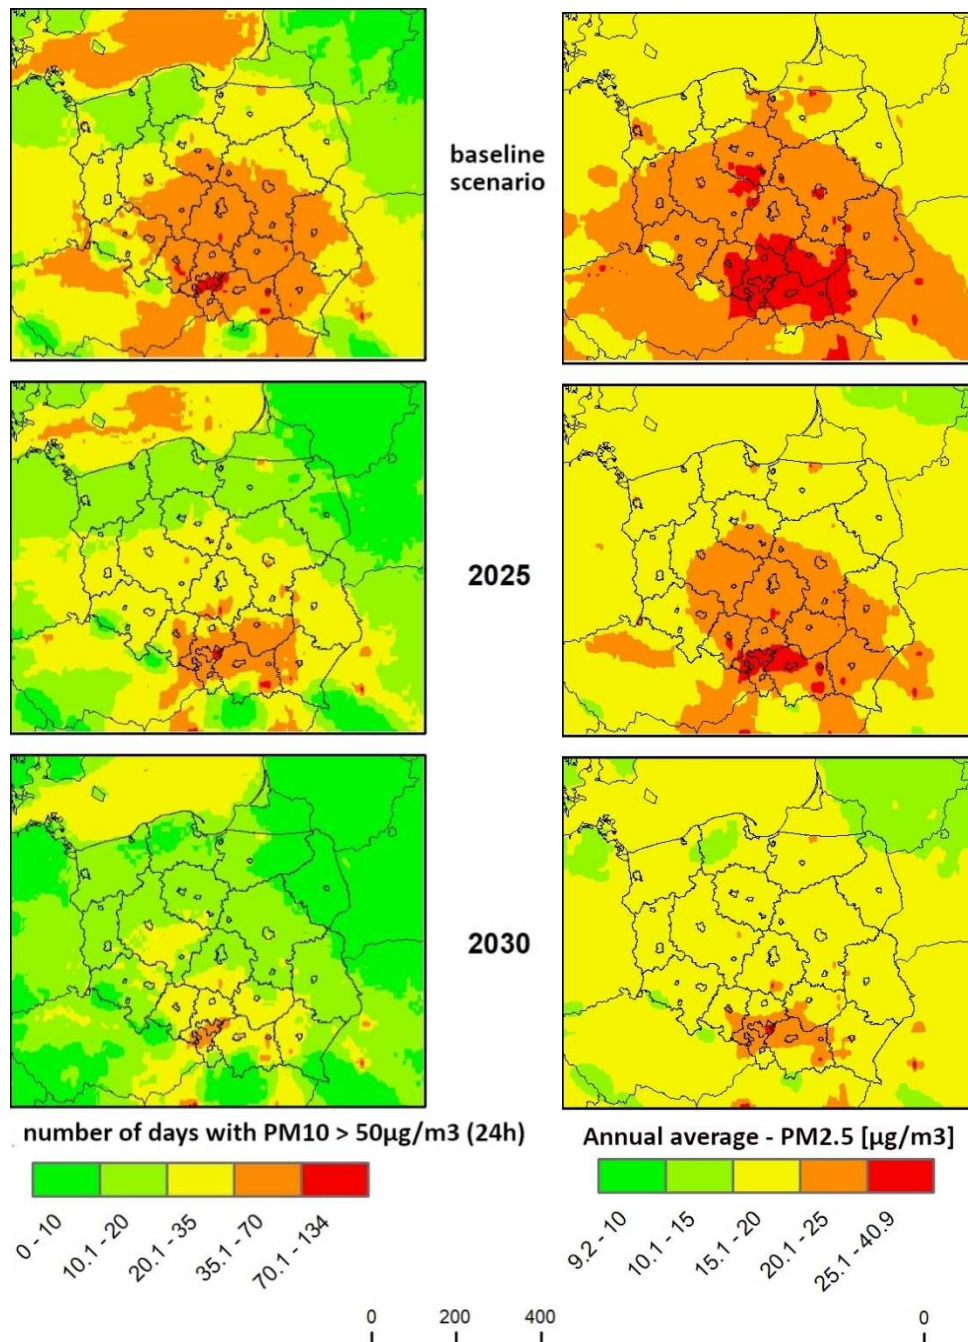 baseline
scenario
2025
2030
number of days with PM10 > 50µg/m3 (24h)
Annual average - PM2.5 [µg/m3]
0 - 10
10.1 - 20
20.1 - 35
35.1 - 70
70.1 - 134
9.2 - 10
10.1 - 15
15.1 - 20
20.1 - 25
25.1 - 40.9
0 200 400 0